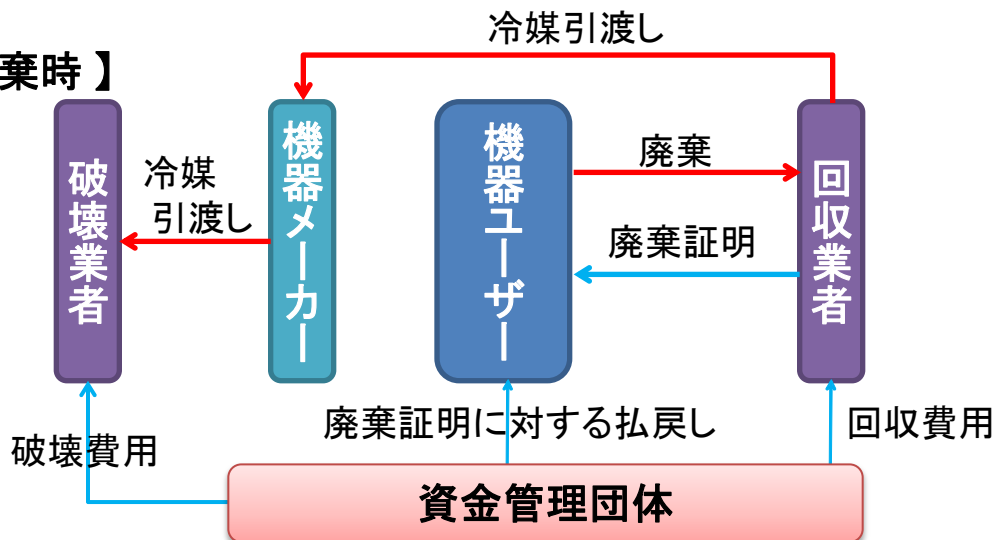 冷媒引渡し
棄時 】
破壊業者
冷媒
引渡し
機器メーカー
機器ユーザー
廃棄
廃棄証明
回収業者
破壊費用
廃棄証明に対する払戻し
回収費用
資金管理団体